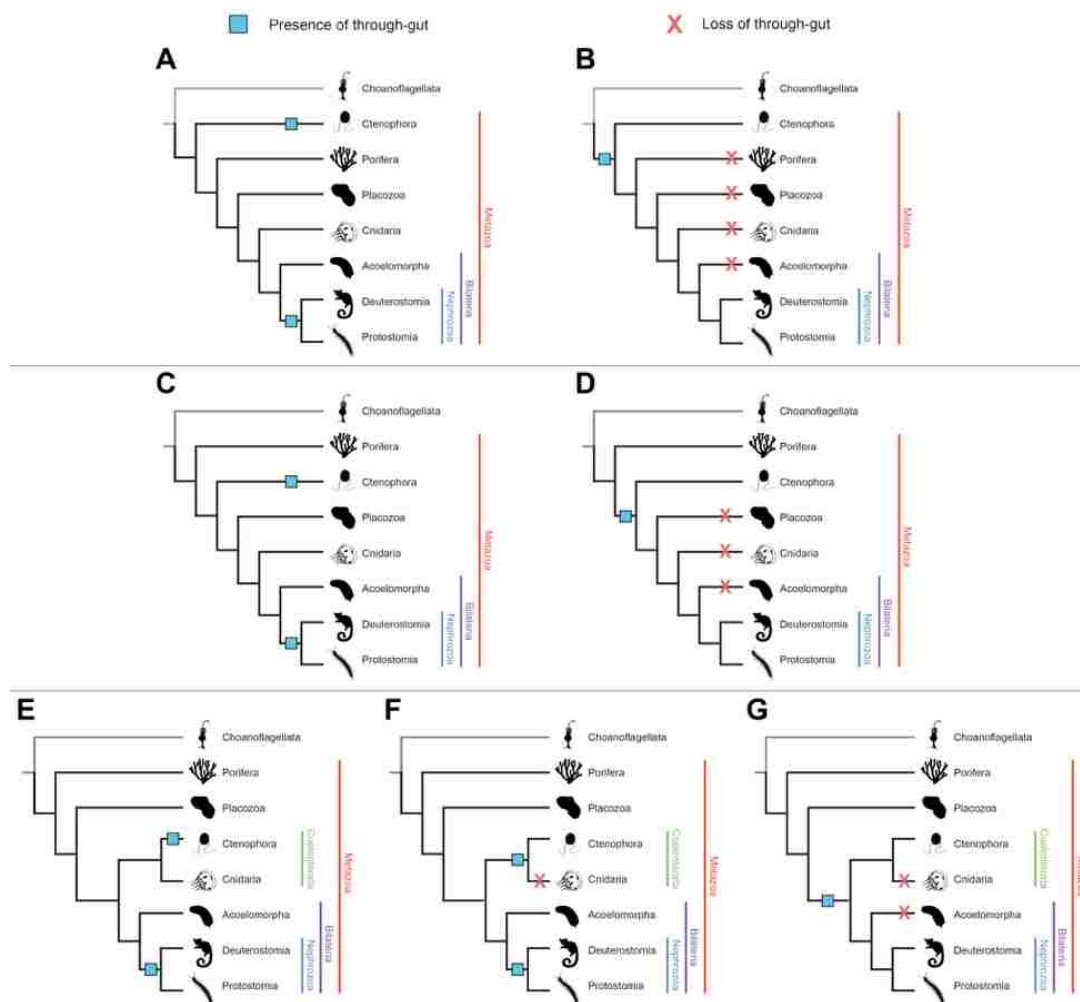 Presence of through-gut
Loss of through-gut
A
Choanoflagellata
Ctenophora
Porifera
Placozoa
Cnidaria
Acoelomorpha
Deuterostomia
Protostomia
Nephrozoa
Bilateria
Metazoa
B
Choanoflagellata
Ctenophora
Porifera
Placozoa
Cnidaria
Acoelomorpha
Deuterostomia
Protostomia
Nephrozoa
Bilateria
Metazoa
C
Choanoflagellata
Porifera
Ctenophora
Placozoa
Cnidaria
Acoelomorpha
Deuterostomia
Protostomia
Nephrozoa
Bilateria
Metazoa
D
Choanoflagellata
Porifera
Ctenophora
Placozoa
Cnidaria
Acoelomorpha
Deuterostomia
Protostomia
Nephrozoa
Bilateria
Metazoa
E
Choanoflagellata
Porifera
Placozoa
Ctenophora
Cnidaria
Acoelomorpha
Deuterostomia
Protostomia
Coelenterata
Nephrozoa
Bilateria
Metazoa
F
Choanoflagellata
Porifera
Placozoa
Ctenophora
Cnidaria
Acoelomorpha
Deuterostomia
Protostomia
Coelenterata
Nephrozoa
Bilateria
Metazoa
G
Choanoflagellata
Porifera
Placozoa
Ctenophora
Cnidaria
Acoelomorpha
Deuterostomia
Protostomia
Coelenterata
Nephrozoa
Bilateria
Metazoa